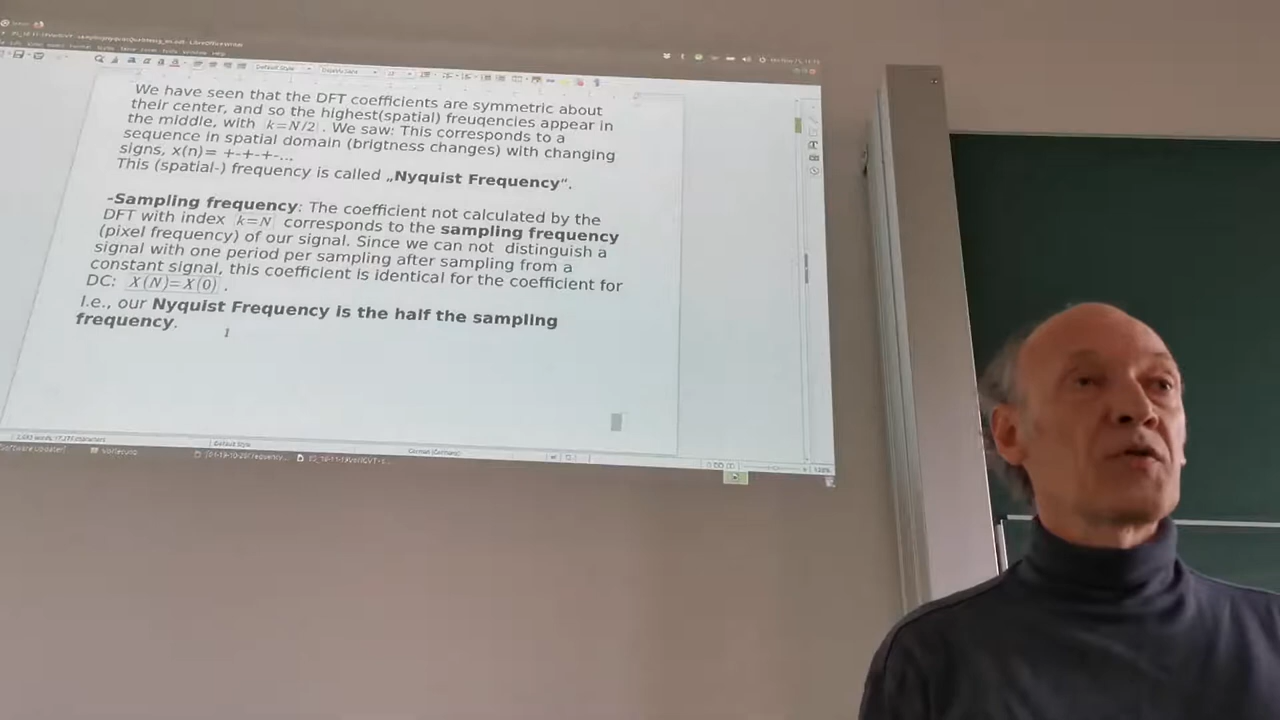 We have seen that the DFT coefficients are symmetric about
their center, and so the highest(spatial) freuqencies appear in
the middle, with k=N/2 . We saw: This corresponds to a
sequence in spatial domain (brigtness changes) with changing
signs, x(n)= +-+-+-...
This (spatial-) frequency is called „Nyquist Frequency“.
-Sampling frequency: The coefficient not calculated by the
DFT with index k=N corresponds to the sampling frequency
(pixel frequency) of our signal. Since we can not distinguish a
signal with one period per sampling after sampling from a
constant signal, this coefficient is identical for the coefficient for
DC: X(N)=X(0) .
I.e., our Nyquist Frequency is the half the sampling
frequency.
Default Style
German (Germany)